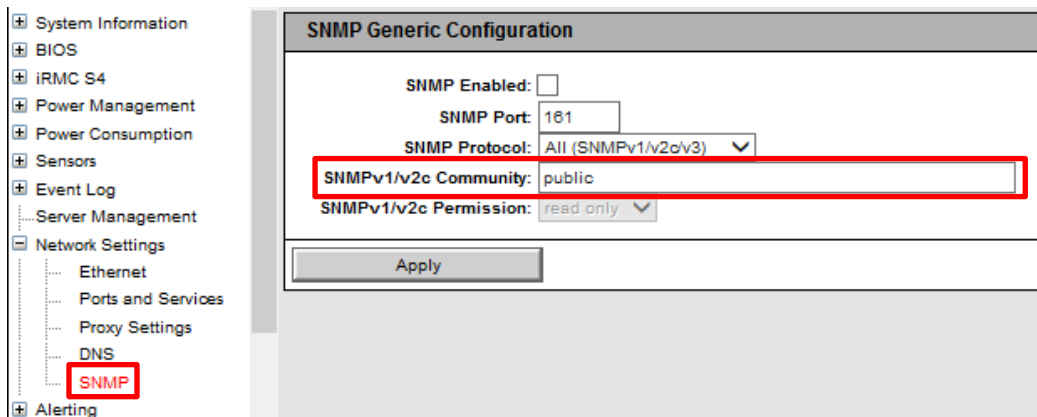 System Information
BIOS
iRMC S4
Power Management
Power Consumption
Sensors
Event Log
Server Management
Network Settings
Ethernet
Ports and Services
Proxy Settings
DNS
SNMP
Alerting
SNMP Generic Configuration
SNMP Enabled:
SNMP Port: 161
SNMP Protocol: All (SNMPv1/v2c/v3)
SNMPv1/v2c Community: public
SNMPv1/v2c Permission: read only
Apply